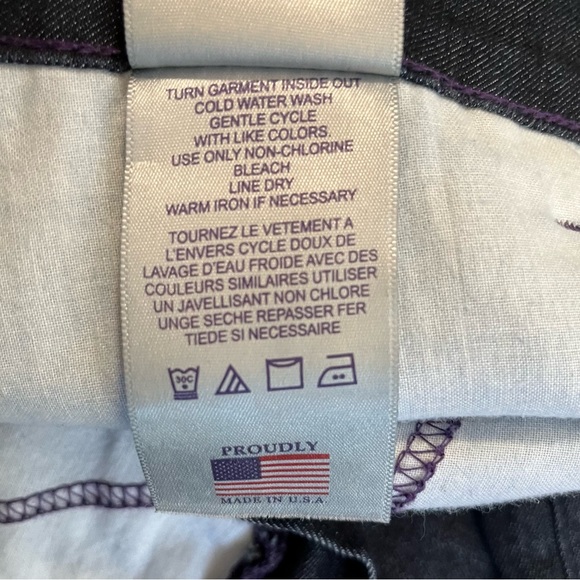 TURN GARMENT INSIDE OUT
COLD WATER WASH
GENTLE CYCLE
WITH LIKE COLORS.
USE ONLY NON-CHLORINE
BLEACH
LINE DRY
WARM IRON IF NECESSARY
TOURNEZ LE VETEMENT A
L'ENVERS CYCLE DOUX DE
LAVAGE D'EAU FROIDE AVEC DES
COULEURS SIMILAIRES UTILISER
UN JAVELLISANT NON CHLORE
UNGE SECHE REPASSER FER
TIEDE SI NECESSAIRE
30C
PROUDLY
MADE IN U.S.A.